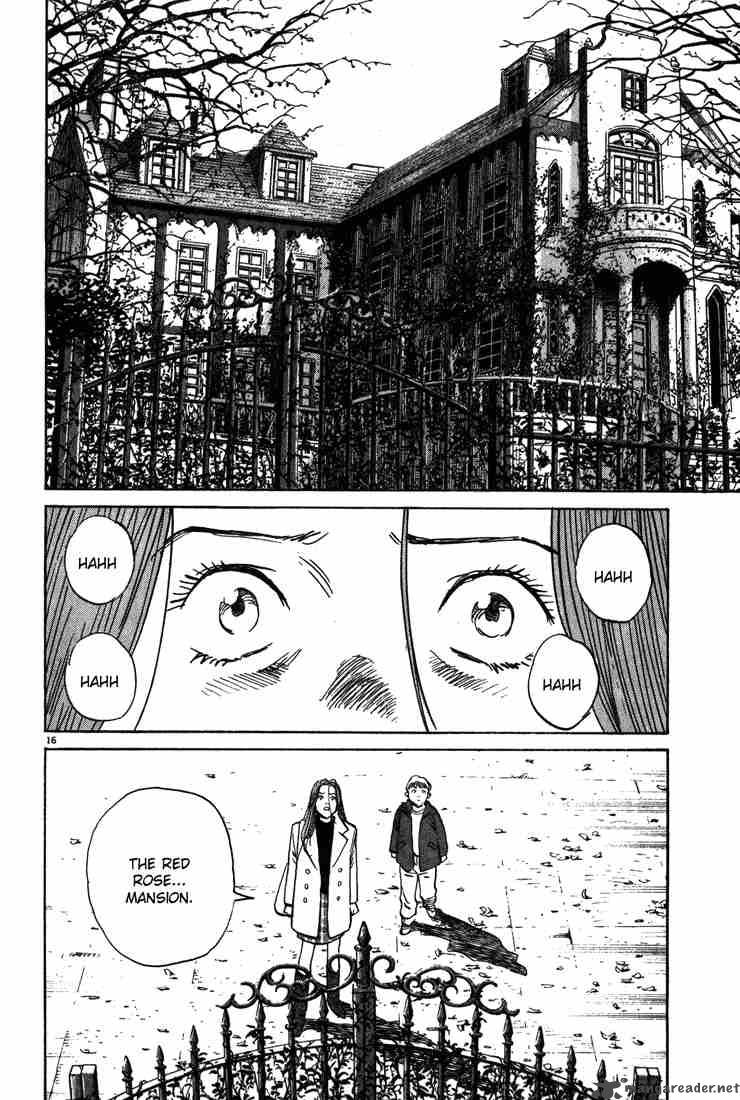 HAHH
HAHH
HAHH
HAHH
16
THE RED
ROSE...
MANSION.
mangareader.net